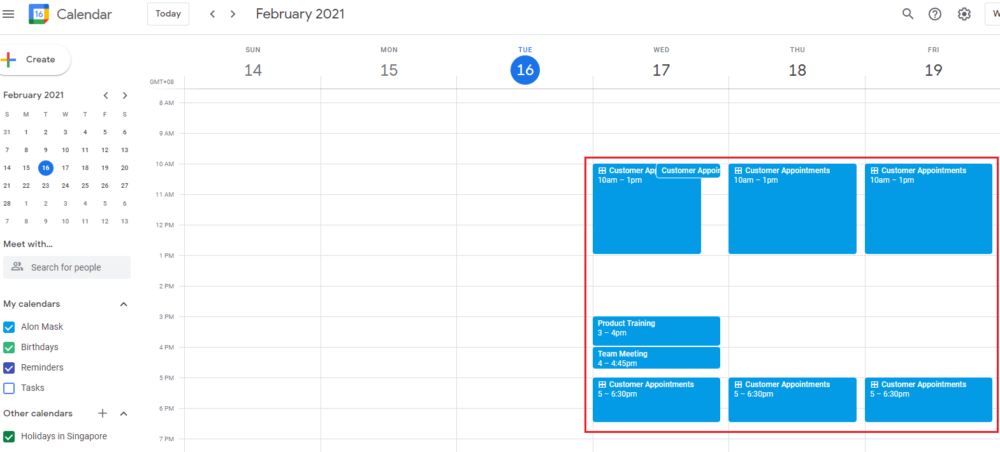 16 Calendar Today February 2021 W
Create
SUN MON TUE WED THU FRI
14 15 16 17 18 19
GMT+08
February 2021
S M T W T F S
31 1 2 3 4 5 6
7 8 9 10 11 12 13
14 15 16 17 18 19 20
21 22 23 24 25 26 27
28 1 2 3 4 5 6
7 8 9 10 11 12 13
Meet with...
Search for people
My calendars
Alon Mask
Birthdays
Reminders
Tasks
Other calendars
Holidays in Singapore
8 AM
9 AM
10 AM
11 AM
12 PM
1 PM
2 PM
3 PM
4 PM
5 PM
6 PM
7 PM
Customer App
10am – 1pm
Customer Appoin
Product Training
3 – 4pm
Team Meeting
4 – 4:45pm
Customer Appointments
5 – 6:30pm
Customer Appointments
10am – 1pm
Customer Appointments
5 – 6:30pm
Customer Appointments
10am – 1pm
Customer Appointments
5 – 6:30pm